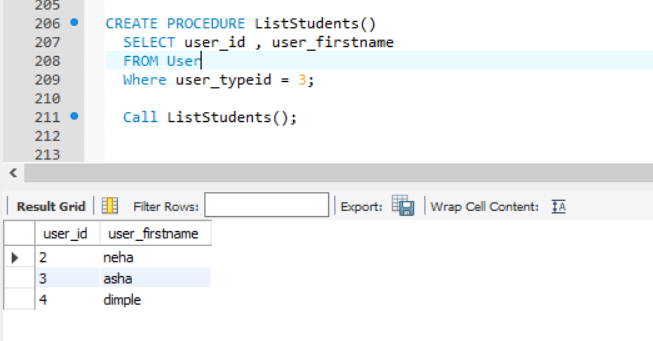 205
206 CREATE PROCEDURE ListStudents()
207 SELECT user_id , user_firstname
208 FROM User
209 Where user_typeid = 3;
210
211 Call ListStudents();
212
213
Result Grid Filter Rows: Export: Wrap Cell Content:
user_id user_firstname
2 neha
3 asha
4 dimple